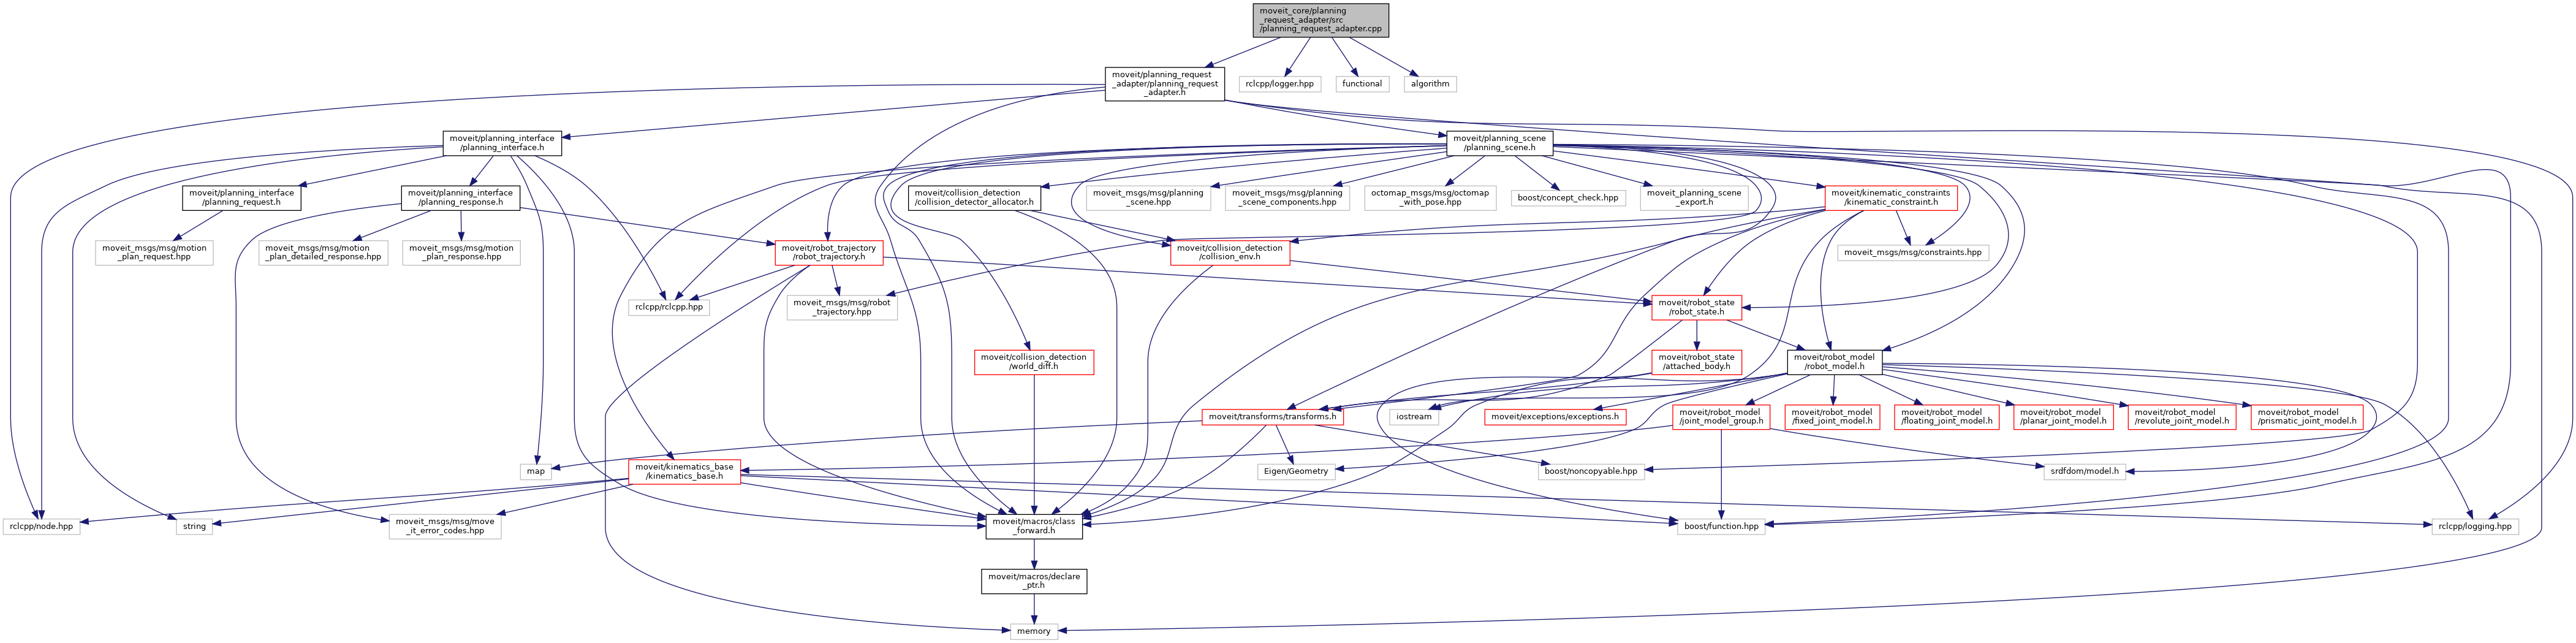 moveit_core/planning
_request_adapter/src
/planning_request_adapter.cpp
moveit/planning_request
_adapter/planning_request
_adapter.h
rclcpp/logger.hpp
functional
algorithm
moveit/planning_interface
/planning_interface.h
moveit/planning_scene
/planning_scene.h
moveit/planning_interface
/planning_request.h
moveit/planning_interface
/planning_response.h
moveit/collision_detection
/collision_detector_allocator.h
moveit_msgs/msg/planning
_scene.hpp
moveit_msgs/msg/planning
_scene_components.hpp
octomap_msgs/msg/octomap
_with_pose.hpp
boost/concept_check.hpp
moveit_planning_scene
_export.h
moveit/kinematic_constraints
/kinematic_constraint.h
moveit_msgs/msg/motion
_plan_request.hpp
moveit_msgs/msg/motion
_plan_detailed_response.hpp
moveit_msgs/msg/motion
_plan_response.hpp
moveit/robot_trajectory
/robot_trajectory.h
moveit/collision_detection
/collision_env.h
moveit_msgs/msg/constraints.hpp
rclcpp/rclcpp.hpp
moveit_msgs/msg/robot
_trajectory.hpp
moveit/robot_state
/robot_state.h
moveit/collision_detection
/world_diff.h
moveit/robot_state
/attached_body.h
moveit/robot_model
/robot_model.h
moveit/transforms/transforms.h
iostream
moveit/exceptions/exceptions.h
moveit/robot_model
/joint_model_group.h
moveit/robot_model
/fixed_joint_model.h
moveit/robot_model
/floating_joint_model.h
moveit/robot_model
/planar_joint_model.h
moveit/robot_model
/revolute_joint_model.h
moveit/robot_model
/prismatic_joint_model.h
map
moveit/kinematics_base
/kinematics_base.h
Eigen/Geometry
boost/noncopyable.hpp
srdfdom/model.h
rclcpp/node.hpp
string
moveit_msgs/msg/move
_it_error_codes.hpp
moveit/macros/class
_forward.h
boost/function.hpp
rclcpp/logging.hpp
moveit/macros/declare
_ptr.h
memory